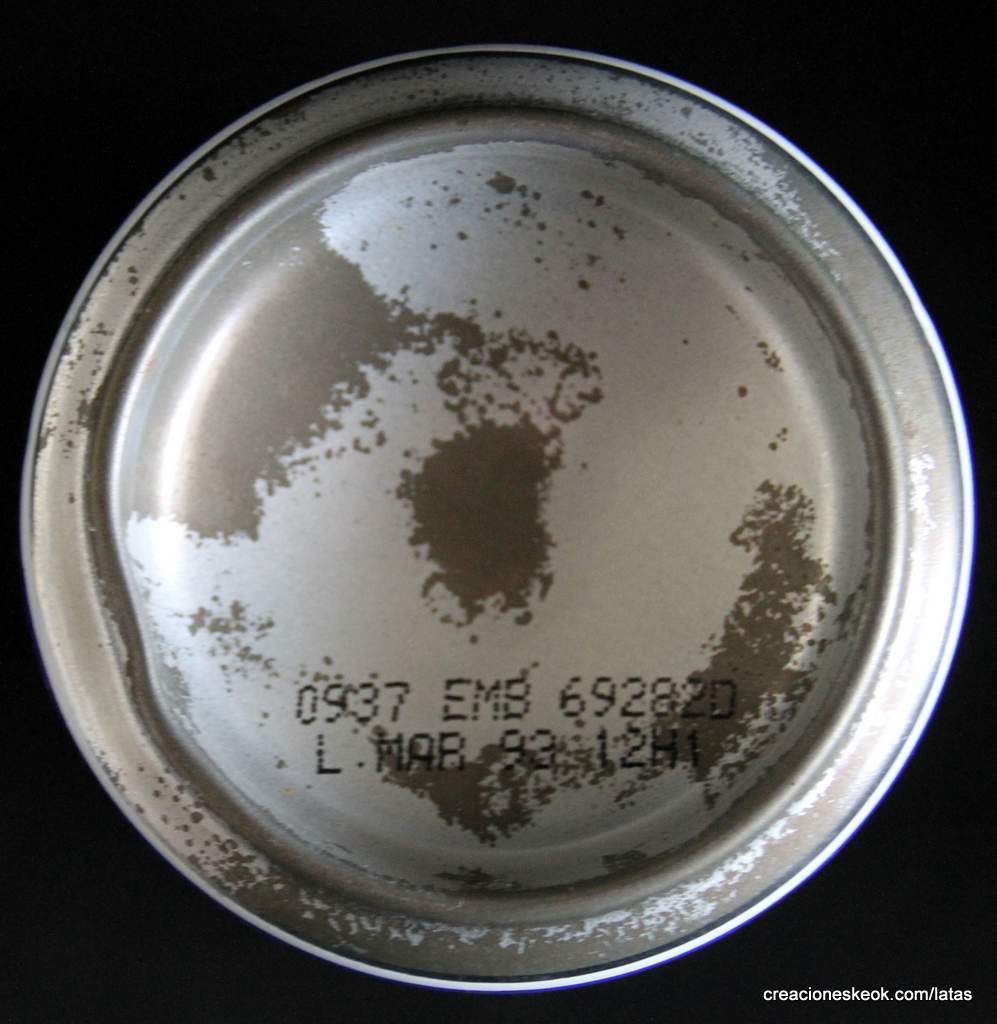 0937 EMB 69282D
L MAR 93 12H1
creacioneskeok.com/latas